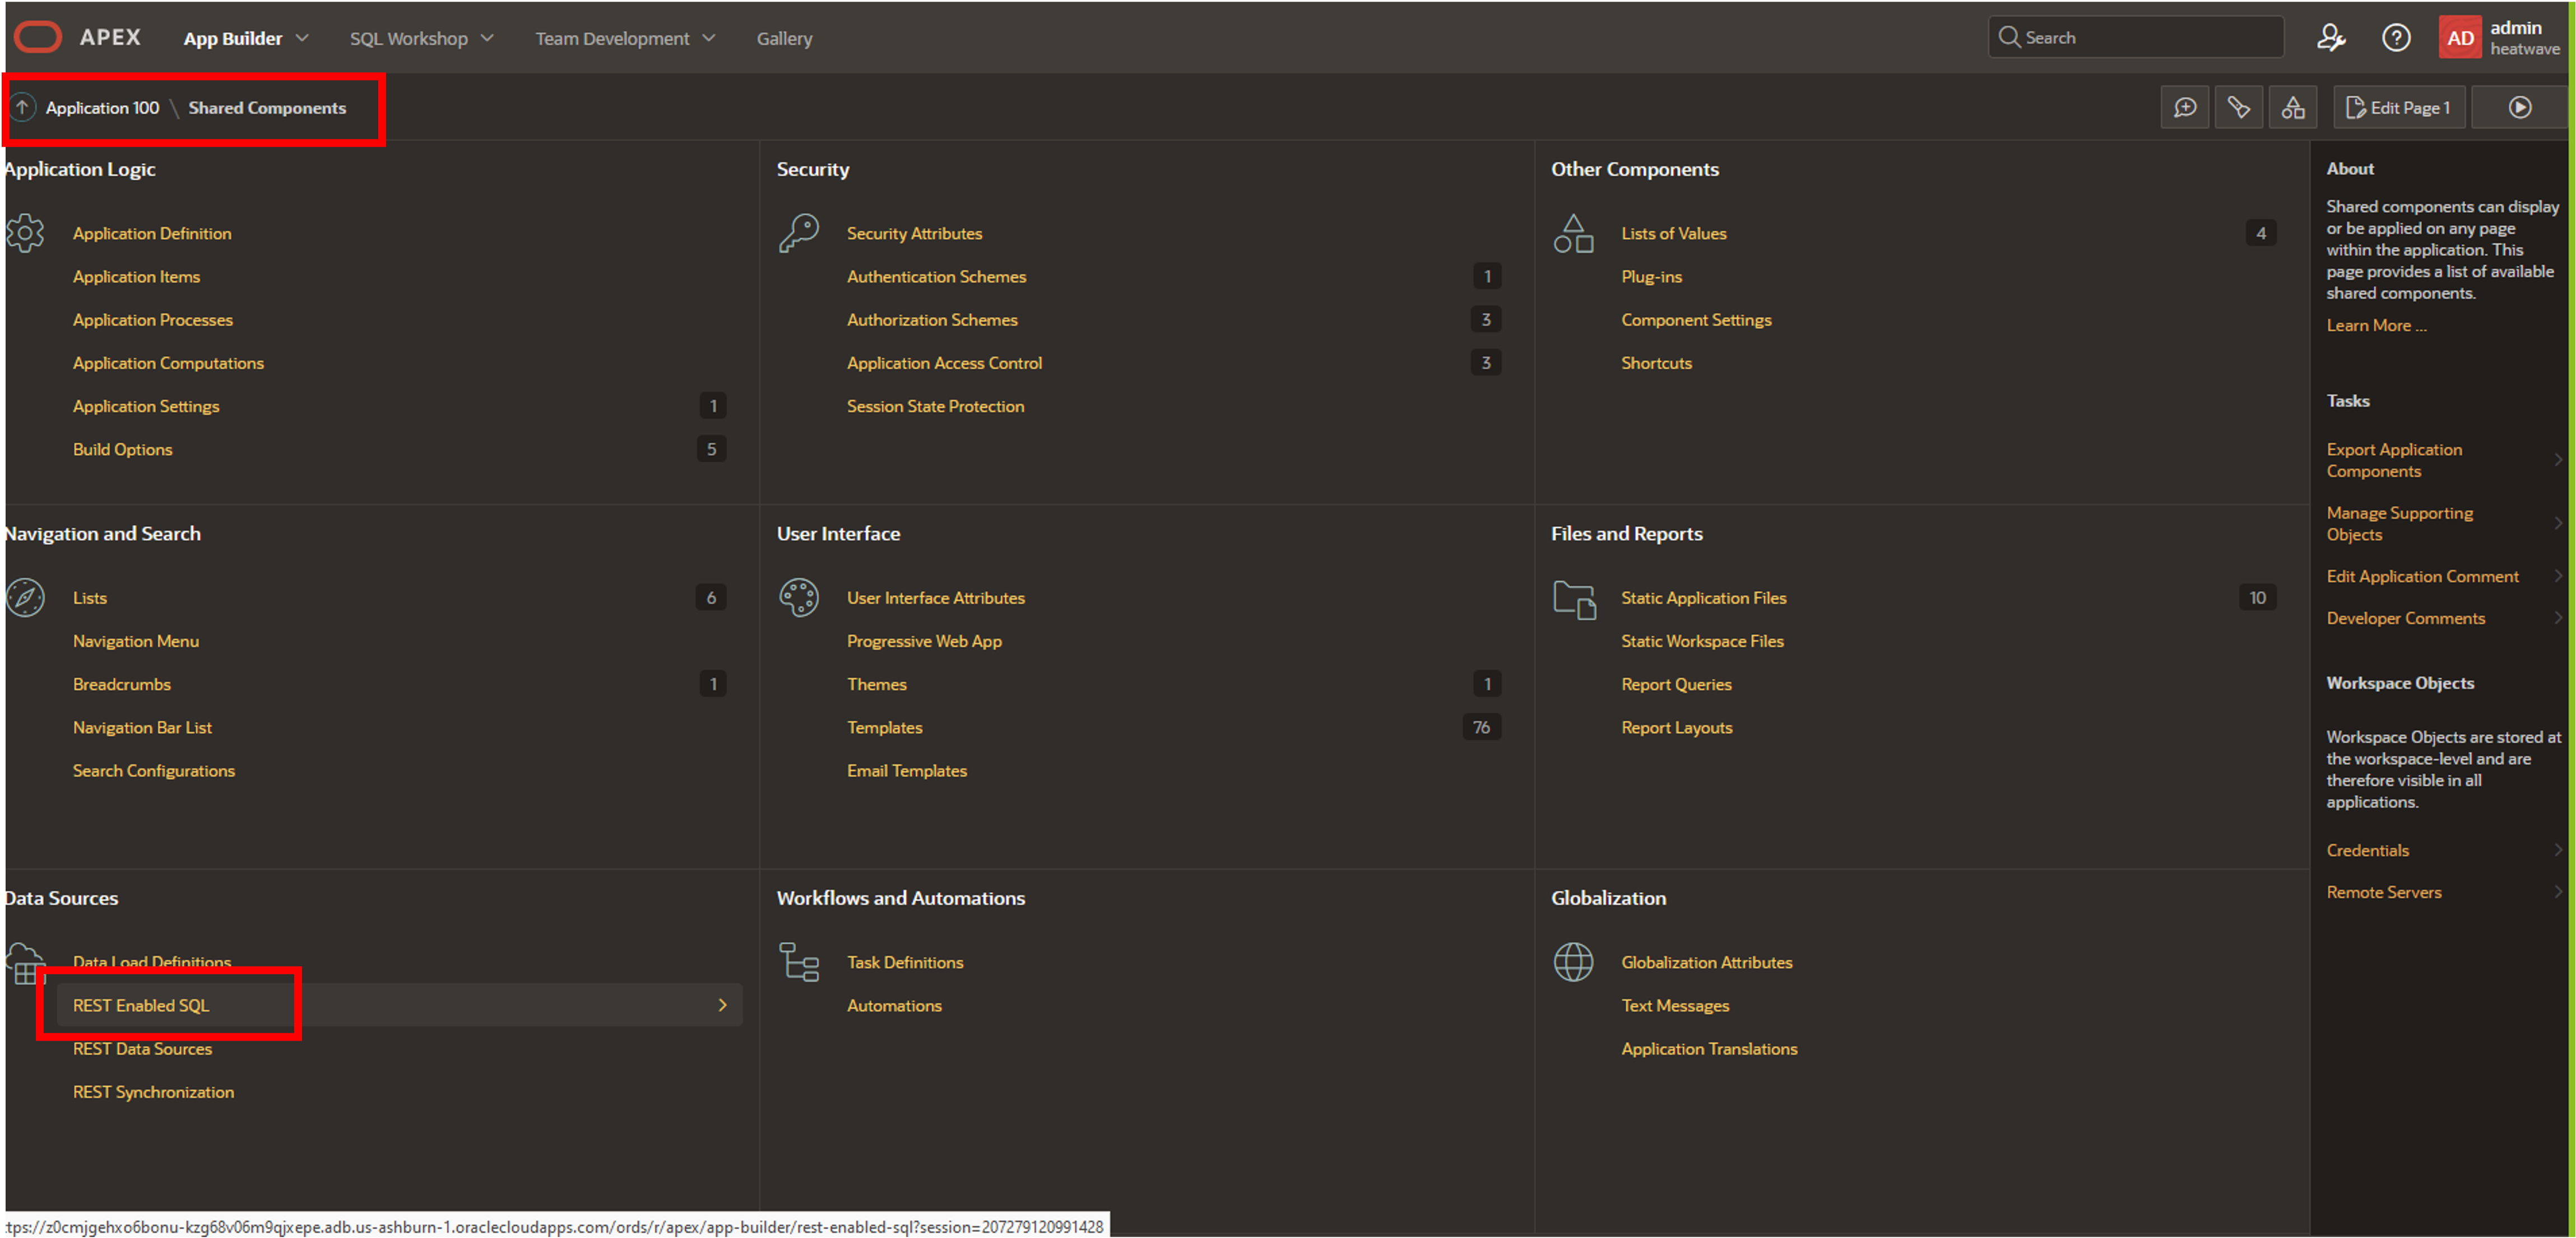 APEX
App Builder
SQL Workshop
Team Development
Gallery
Search
AD
admin
heatwave
Application 100 \ Shared Components
Edit Page 1
Application Logic
Application Definition
Application Items
Application Processes
Application Computations
Application Settings 1
Build Options 5
Security
Security Attributes
Authentication Schemes 1
Authorization Schemes 3
Application Access Control 3
Session State Protection
Other Components
Lists of Values 4
Plug-ins
Component Settings
Shortcuts
Navigation and Search
Lists 6
Navigation Menu
Breadcrumbs 1
Navigation Bar List
Search Configurations
User Interface
User Interface Attributes
Progressive Web App
Themes 1
Templates 76
Email Templates
Files and Reports
Static Application Files 10
Static Workspace Files
Report Queries
Report Layouts
Data Sources
Data Load Definitions
REST Enabled SQL
REST Data Sources
REST Synchronization
Workflows and Automations
Task Definitions
Automations
Globalization
Globalization Attributes
Text Messages
Application Translations
About
Shared components can display
or be applied on any page
within the application. This
page provides a list of available
shared components.
Learn More ...
Tasks
Export Application
Components
Manage Supporting
Objects
Edit Application Comment
Developer Comments
Workspace Objects
Workspace Objects are stored at
the workspace-level and are
therefore visible in all
applications.
Credentials
Remote Servers
tps://z0cmjgehxo6bonu-kzg68v06m9qjxepe.adb.us-ashburn-1.oraclecloudapps.com/ords/r/apex/app-builder/rest-enabled-sql?session=207279120991428